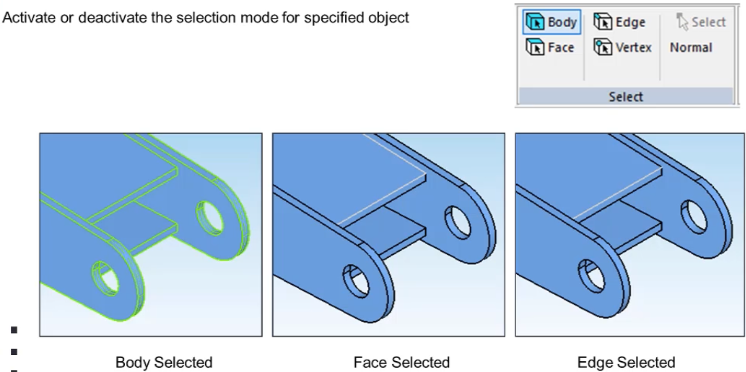 Activate or deactivate the selection mode for specified object
Body Edge Select
Face Vertex Normal
Select
Body Selected Face Selected Edge Selected